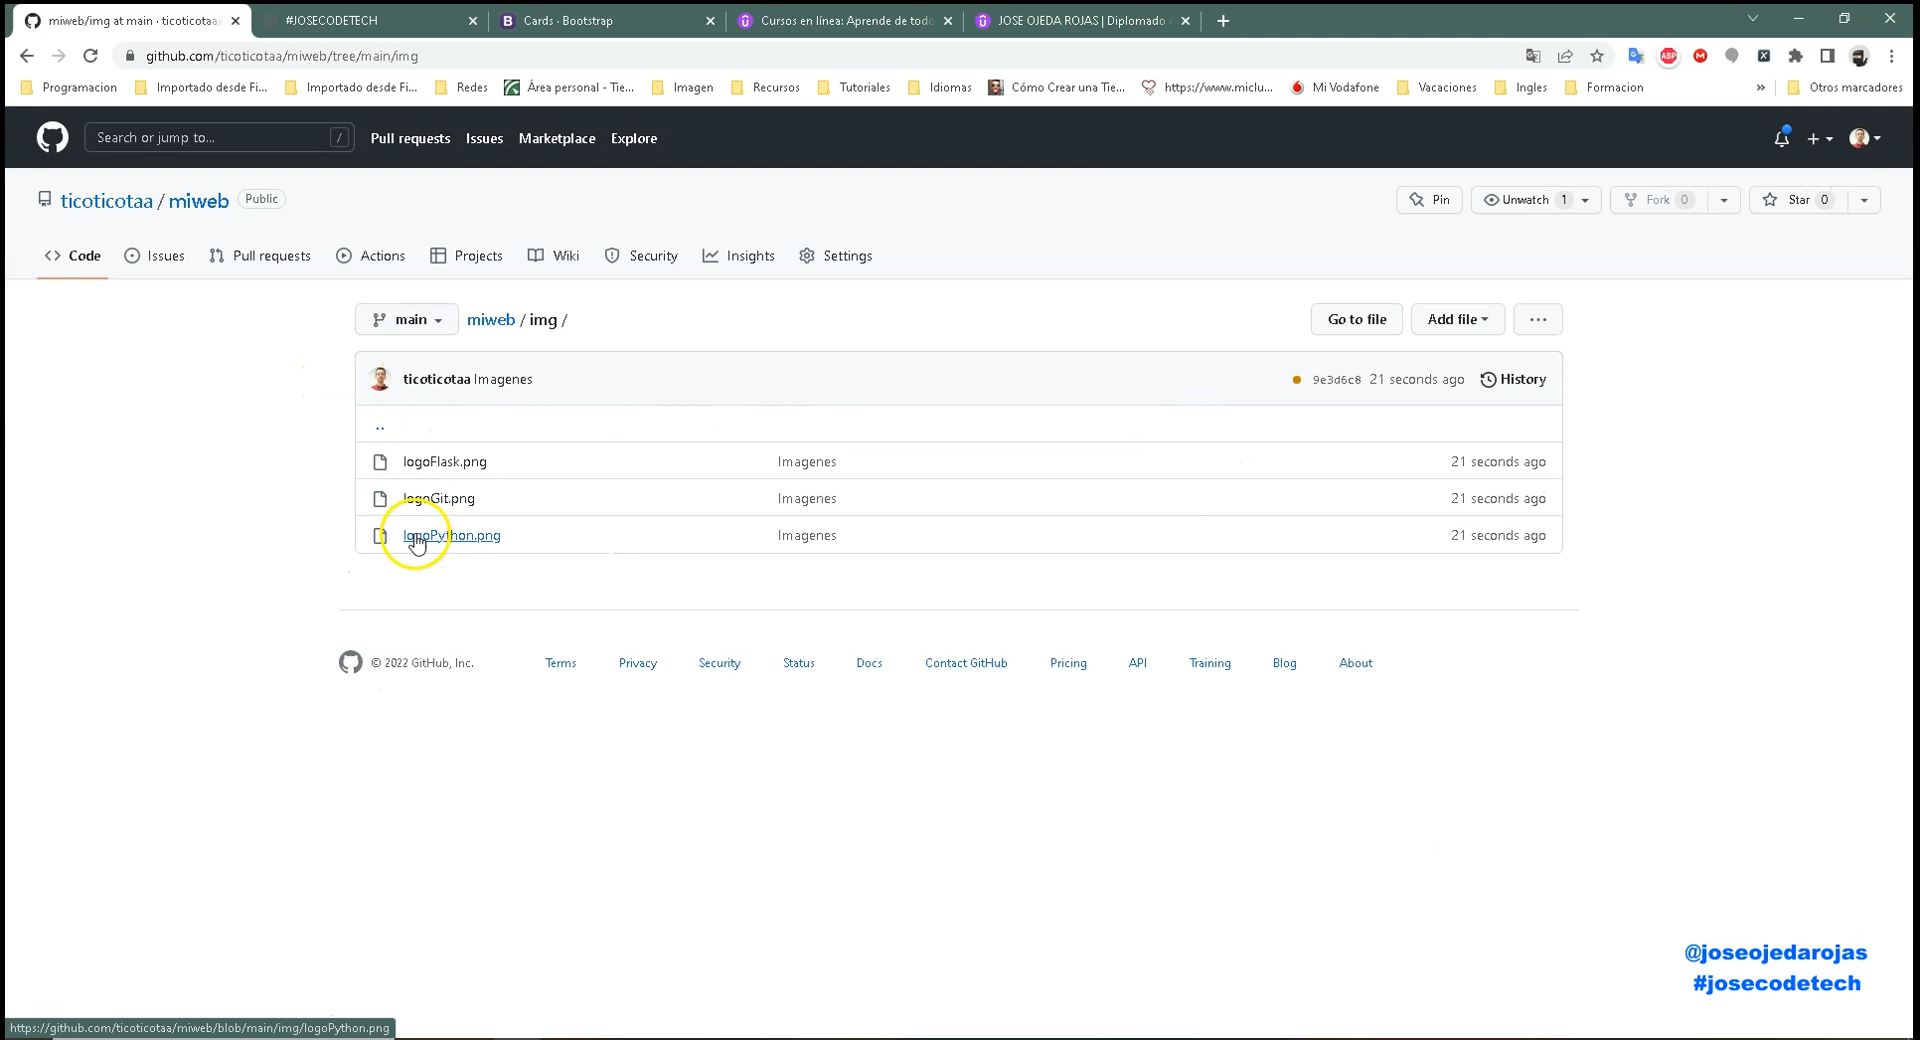 miweb/img at main · ticoticotaa/
#JOSECODETECH
Cards · Bootstrap
Cursos en línea: Aprende de todo
JOSE OJEDA ROJAS | Diplomado
github.com/ticoticotaa/miweb/tree/main/img
Programacion
Importado desde Fi...
Importado desde Fi...
Redes
Área personal - Tie...
Imagen
Recursos
Tutoriales
Idiomas
Cómo Crear una Tie...
https://www.miclu...
Mi Vodafone
Vacaciones
Ingles
Formacion
»
Otros marcadores
Search or jump to...
/
Pull requests
Issues
Marketplace
Explore
ticoticotaa / miweb
Public
Pin
Unwatch 1
Fork 0
Star 0
Code
Issues
Pull requests
Actions
Projects
Wiki
Security
Insights
Settings
main
miweb / img /
Go to file
Add file
...
ticoticotaa Imagenes
9e3d6c8 21 seconds ago
History
..
logoFlask.png Imagenes 21 seconds ago
logoGit.png Imagenes 21 seconds ago
logoPython.png Imagenes 21 seconds ago
© 2022 GitHub, Inc.
Terms
Privacy
Security
Status
Docs
Contact GitHub
Pricing
API
Training
Blog
About
@joseojedarojas
#josecodetech
https://github.com/ticoticotaa/miweb/blob/main/img/logoPython.png